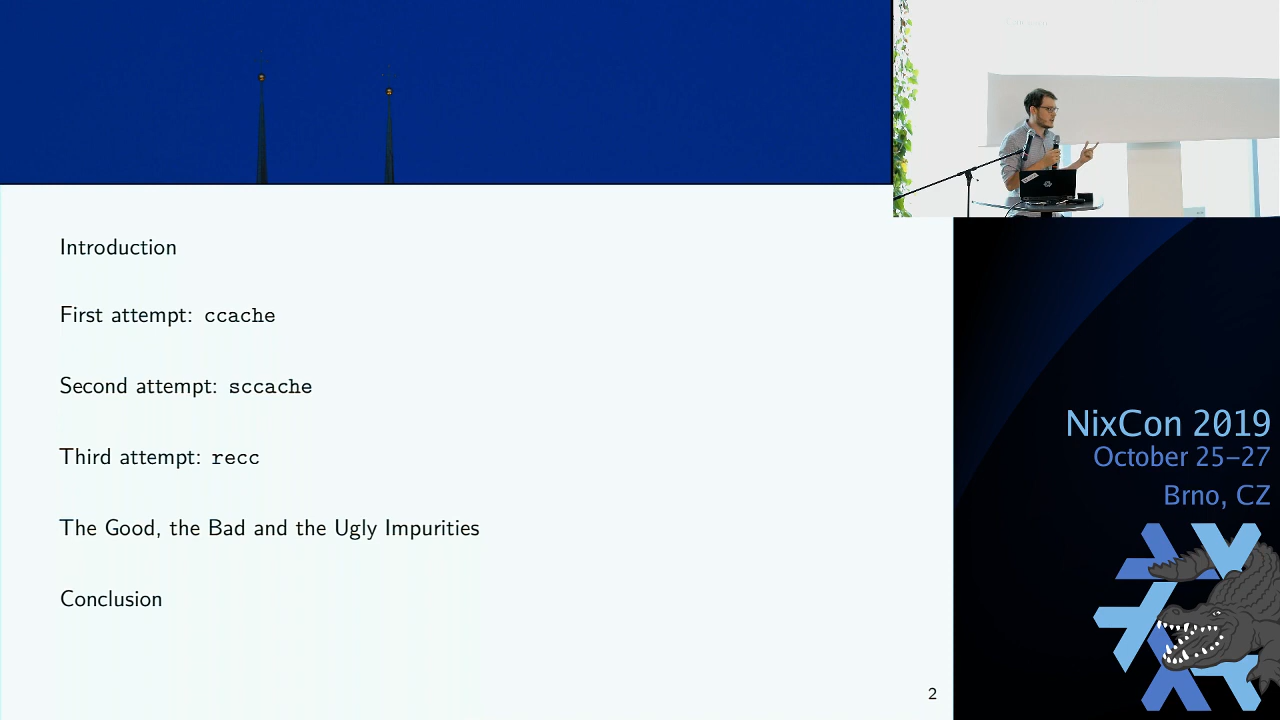 Introduction
First attempt: ccache
Second attempt: sccache
Third attempt: recc
The Good, the Bad and the Ugly Impurities
Conclusion
2
NixCon 2019
October 25–27
Brno, CZ